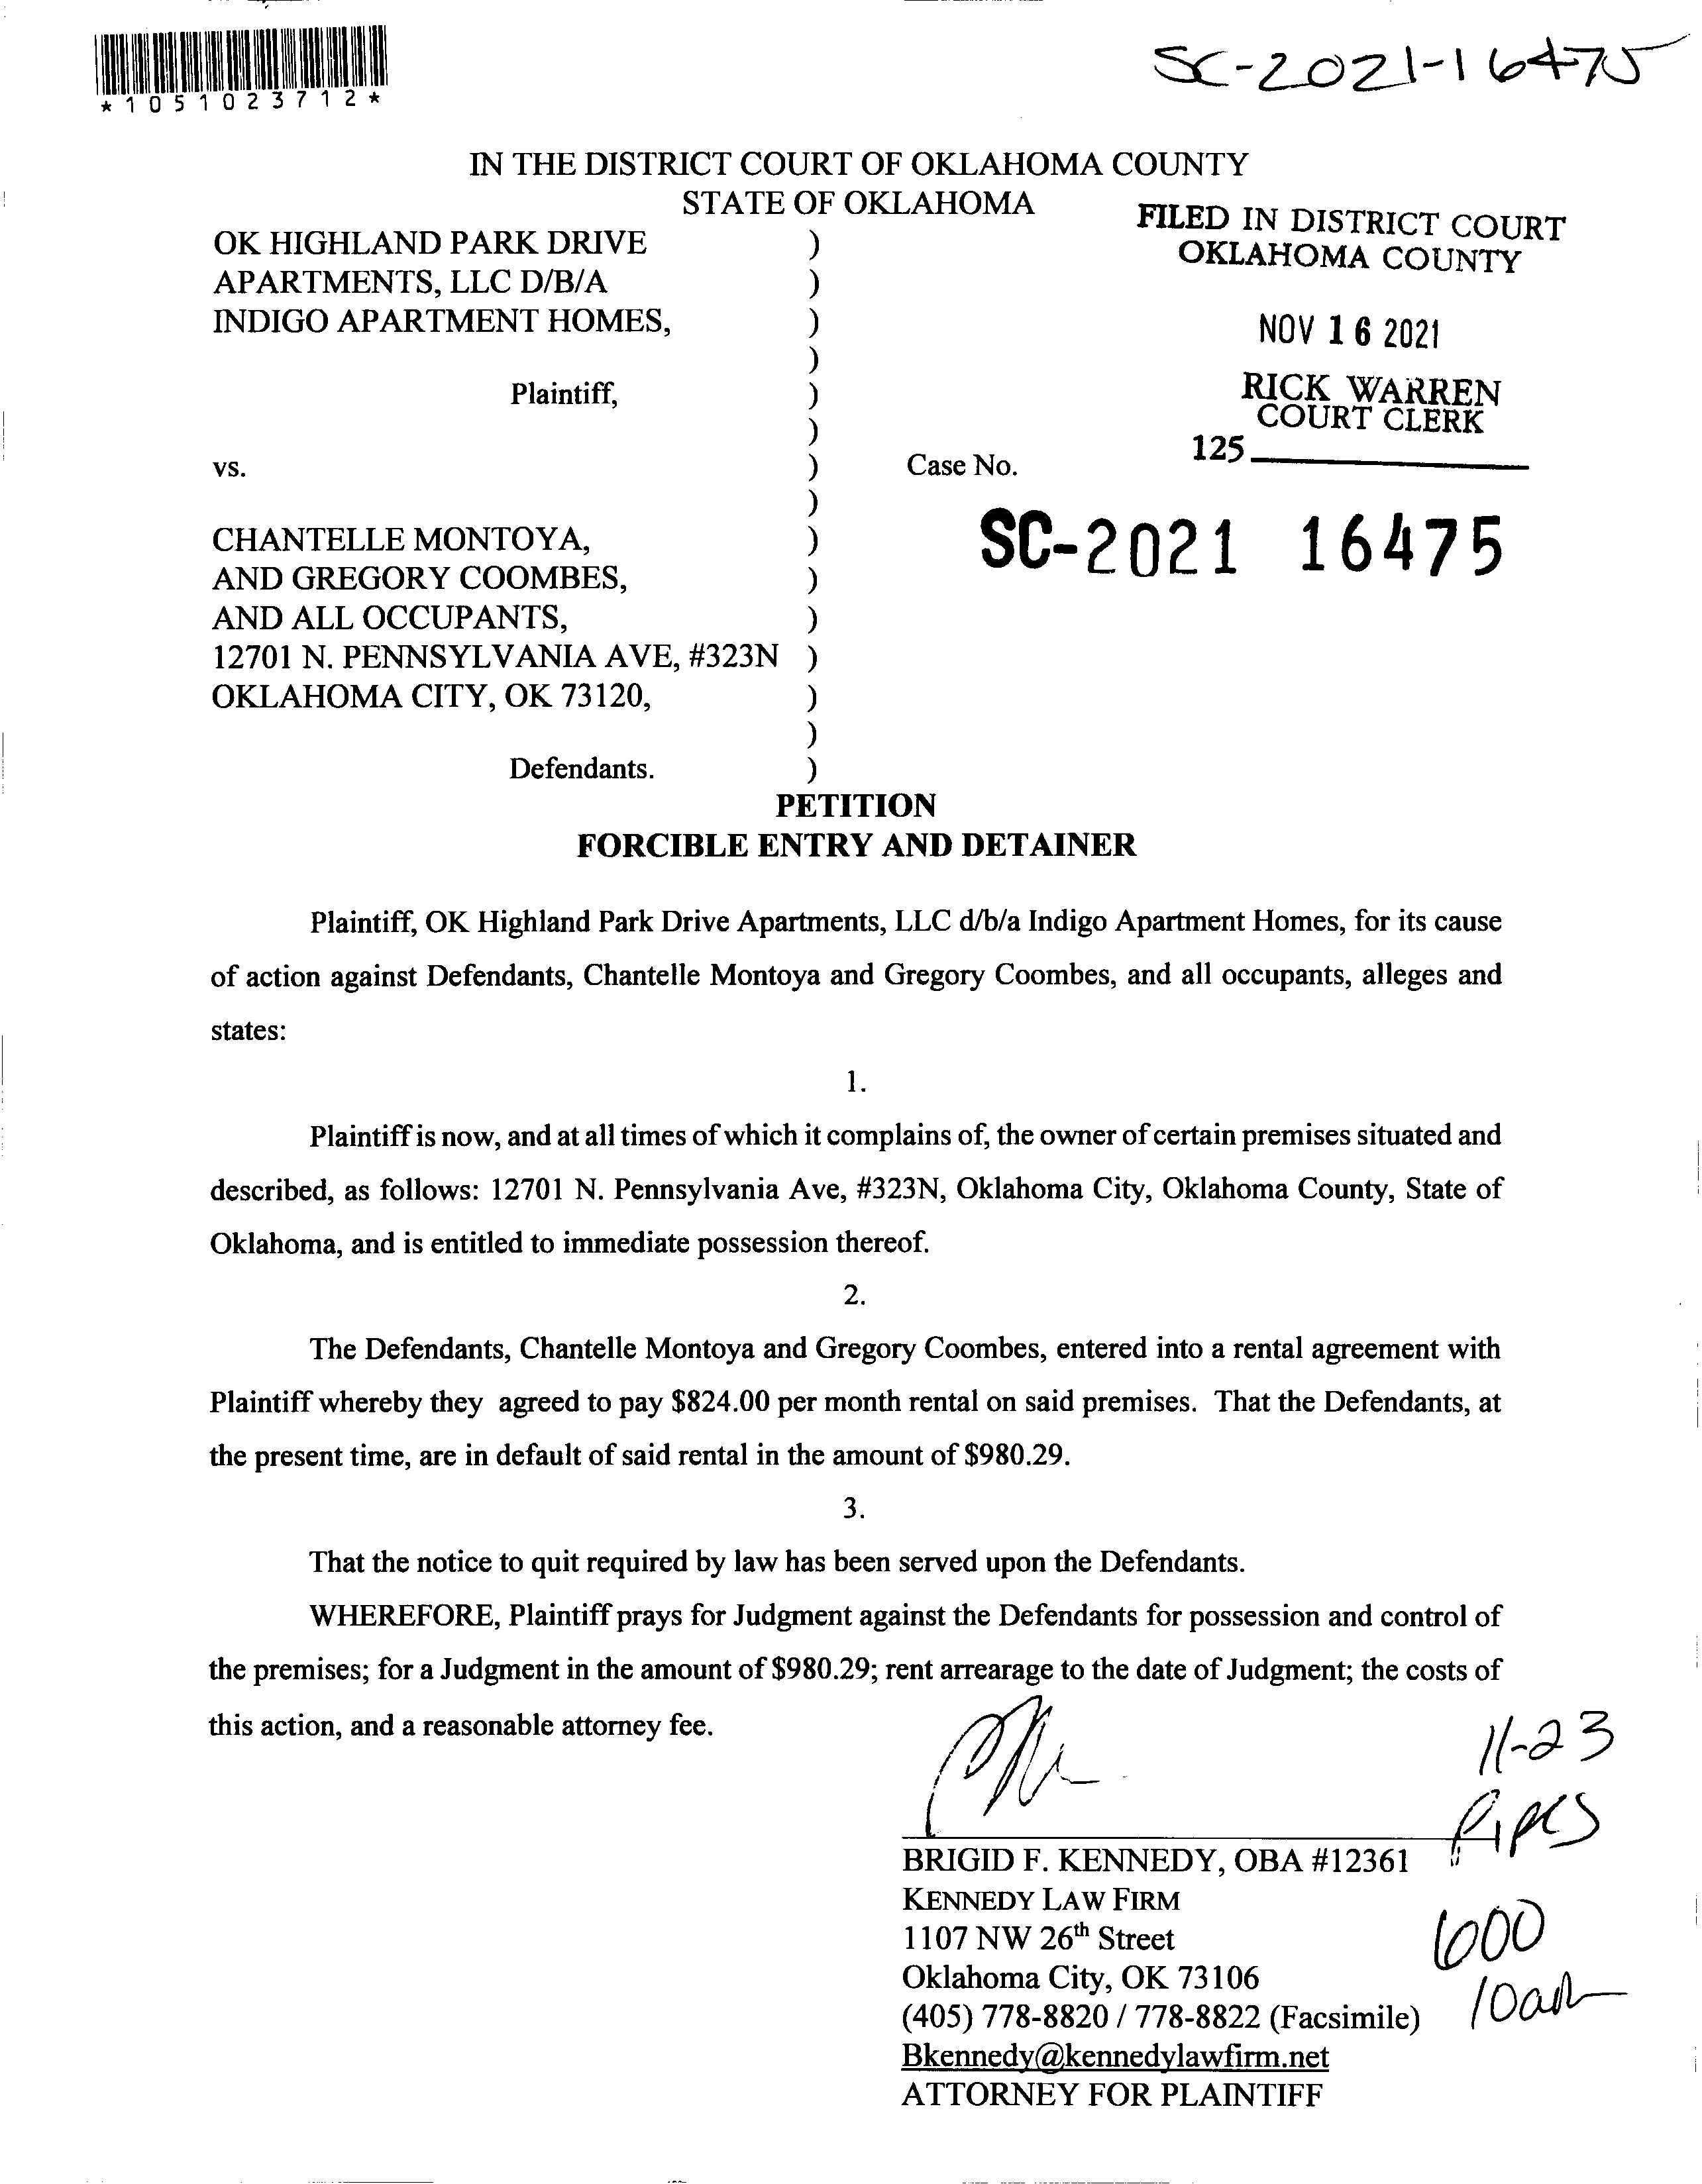 SC-2021-16475
*1051023712*
IN THE DISTRICT COURT OF OKLAHOMA COUNTY
STATE OF OKLAHOMA
FILED IN DISTRICT COURT
OKLAHOMA COUNTY
NOV 16 2021
RICK WARREN
COURT CLERK
125
OK HIGHLAND PARK DRIVE )
APARTMENTS, LLC D/B/A )
INDIGO APARTMENT HOMES, )
)
Plaintiff, )
)
vs. ) Case No.
)
SC-2021 16475
CHANTELLE MONTOYA, )
AND GREGORY COOMBES, )
AND ALL OCCUPANTS, )
12701 N. PENNSYLVANIA AVE, #323N )
OKLAHOMA CITY, OK 73120, )
)
Defendants. )
PETITION
FORCIBLE ENTRY AND DETAINER
Plaintiff, OK Highland Park Drive Apartments, LLC d/b/a Indigo Apartment Homes, for its cause
of action against Defendants, Chantelle Montoya and Gregory Coombes, and all occupants, alleges and
states:
1.
Plaintiff is now, and at all times of which it complains of, the owner of certain premises situated and
described, as follows: 12701 N. Pennsylvania Ave, #323N, Oklahoma City, Oklahoma County, State of
Oklahoma, and is entitled to immediate possession thereof.
2.
The Defendants, Chantelle Montoya and Gregory Coombes, entered into a rental agreement with
Plaintiff whereby they agreed to pay $824.00 per month rental on said premises. That the Defendants, at
the present time, are in default of said rental in the amount of $980.29.
3.
That the notice to quit required by law has been served upon the Defendants.
WHEREFORE, Plaintiff prays for Judgment against the Defendants for possession and control of
the premises; for a Judgment in the amount of $980.29; rent arrearage to the date of Judgment; the costs of
this action, and a reasonable attorney fee.
11-23
BRIGID F. KENNEDY, OBA #12361
KENNEDY LAW FIRM
1107 NW 26th Street
600
Oklahoma City, OK 73106
10am
(405) 778-8820 / 778-8822 (Facsimile)
Bkennedy@kennedylawfirm.net
ATTORNEY FOR PLAINTIFF